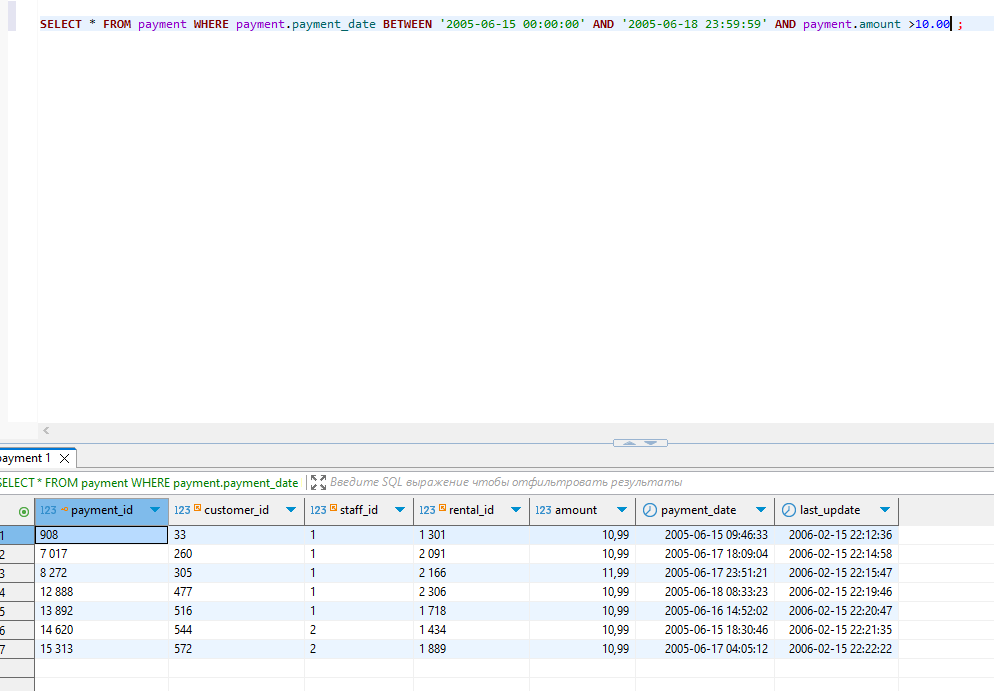 SELECT * FROM payment WHERE payment.payment_date BETWEEN '2005-06-15 00:00:00' AND '2005-06-18 23:59:59' AND payment.amount >10.00 ;
payment 1
SELECT * FROM payment WHERE payment.payment_date Введите SQL выражение чтобы отфильтровать результаты
123 payment_id 123 customer_id 123 staff_id 123 rental_id 123 amount payment_date last_update
1 908 33 1 1 301 10,99 2005-06-15 09:46:33 2006-02-15 22:12:36
2 7 017 260 1 2 091 10,99 2005-06-17 18:09:04 2006-02-15 22:14:58
3 8 272 305 1 2 166 11,99 2005-06-17 23:51:21 2006-02-15 22:15:47
4 12 888 477 1 2 306 10,99 2005-06-18 08:33:23 2006-02-15 22:19:46
5 13 892 516 1 1 718 10,99 2005-06-16 14:52:02 2006-02-15 22:20:47
6 14 620 544 2 1 434 10,99 2005-06-15 18:30:46 2006-02-15 22:21:35
7 15 313 572 2 1 889 10,99 2005-06-17 04:05:12 2006-02-15 22:22:22